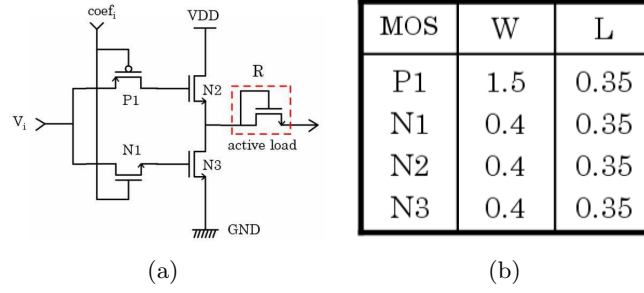 coefᵢ
VDD
R
P1
N2
Vᵢ
active load
N1
N3
GND
(a)
MOS W L
P1 1.5 0.35
N1 0.4 0.35
N2 0.4 0.35
N3 0.4 0.35
(b)